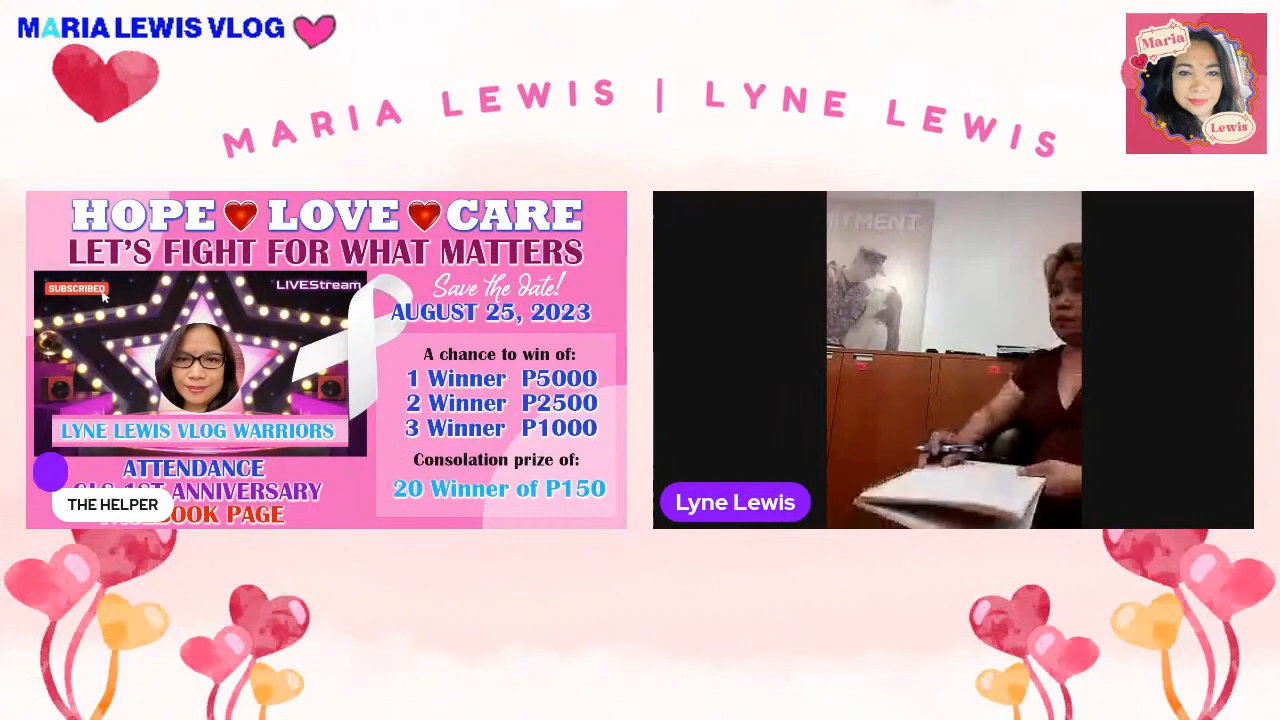 MARIA LEWIS VLOG
Maria
Lewis
MARIA LEWIS | LYNE LEWIS
HOPE LOVE CARE
LET'S FIGHT FOR WHAT MATTERS
SUBSCRIBED
LIVEStream
Save the date!
AUGUST 25, 2023
A chance to win of:
1 Winner P5000
2 Winner P2500
3 Winner P1000
Consolation prize of:
20 Winner of P150
LYNE LEWIS VLOG WARRIORS
ATTENDANCE
1ST ANNIVERSARY
PAGE
THE HELPER
ITMENT
Lyne Lewis